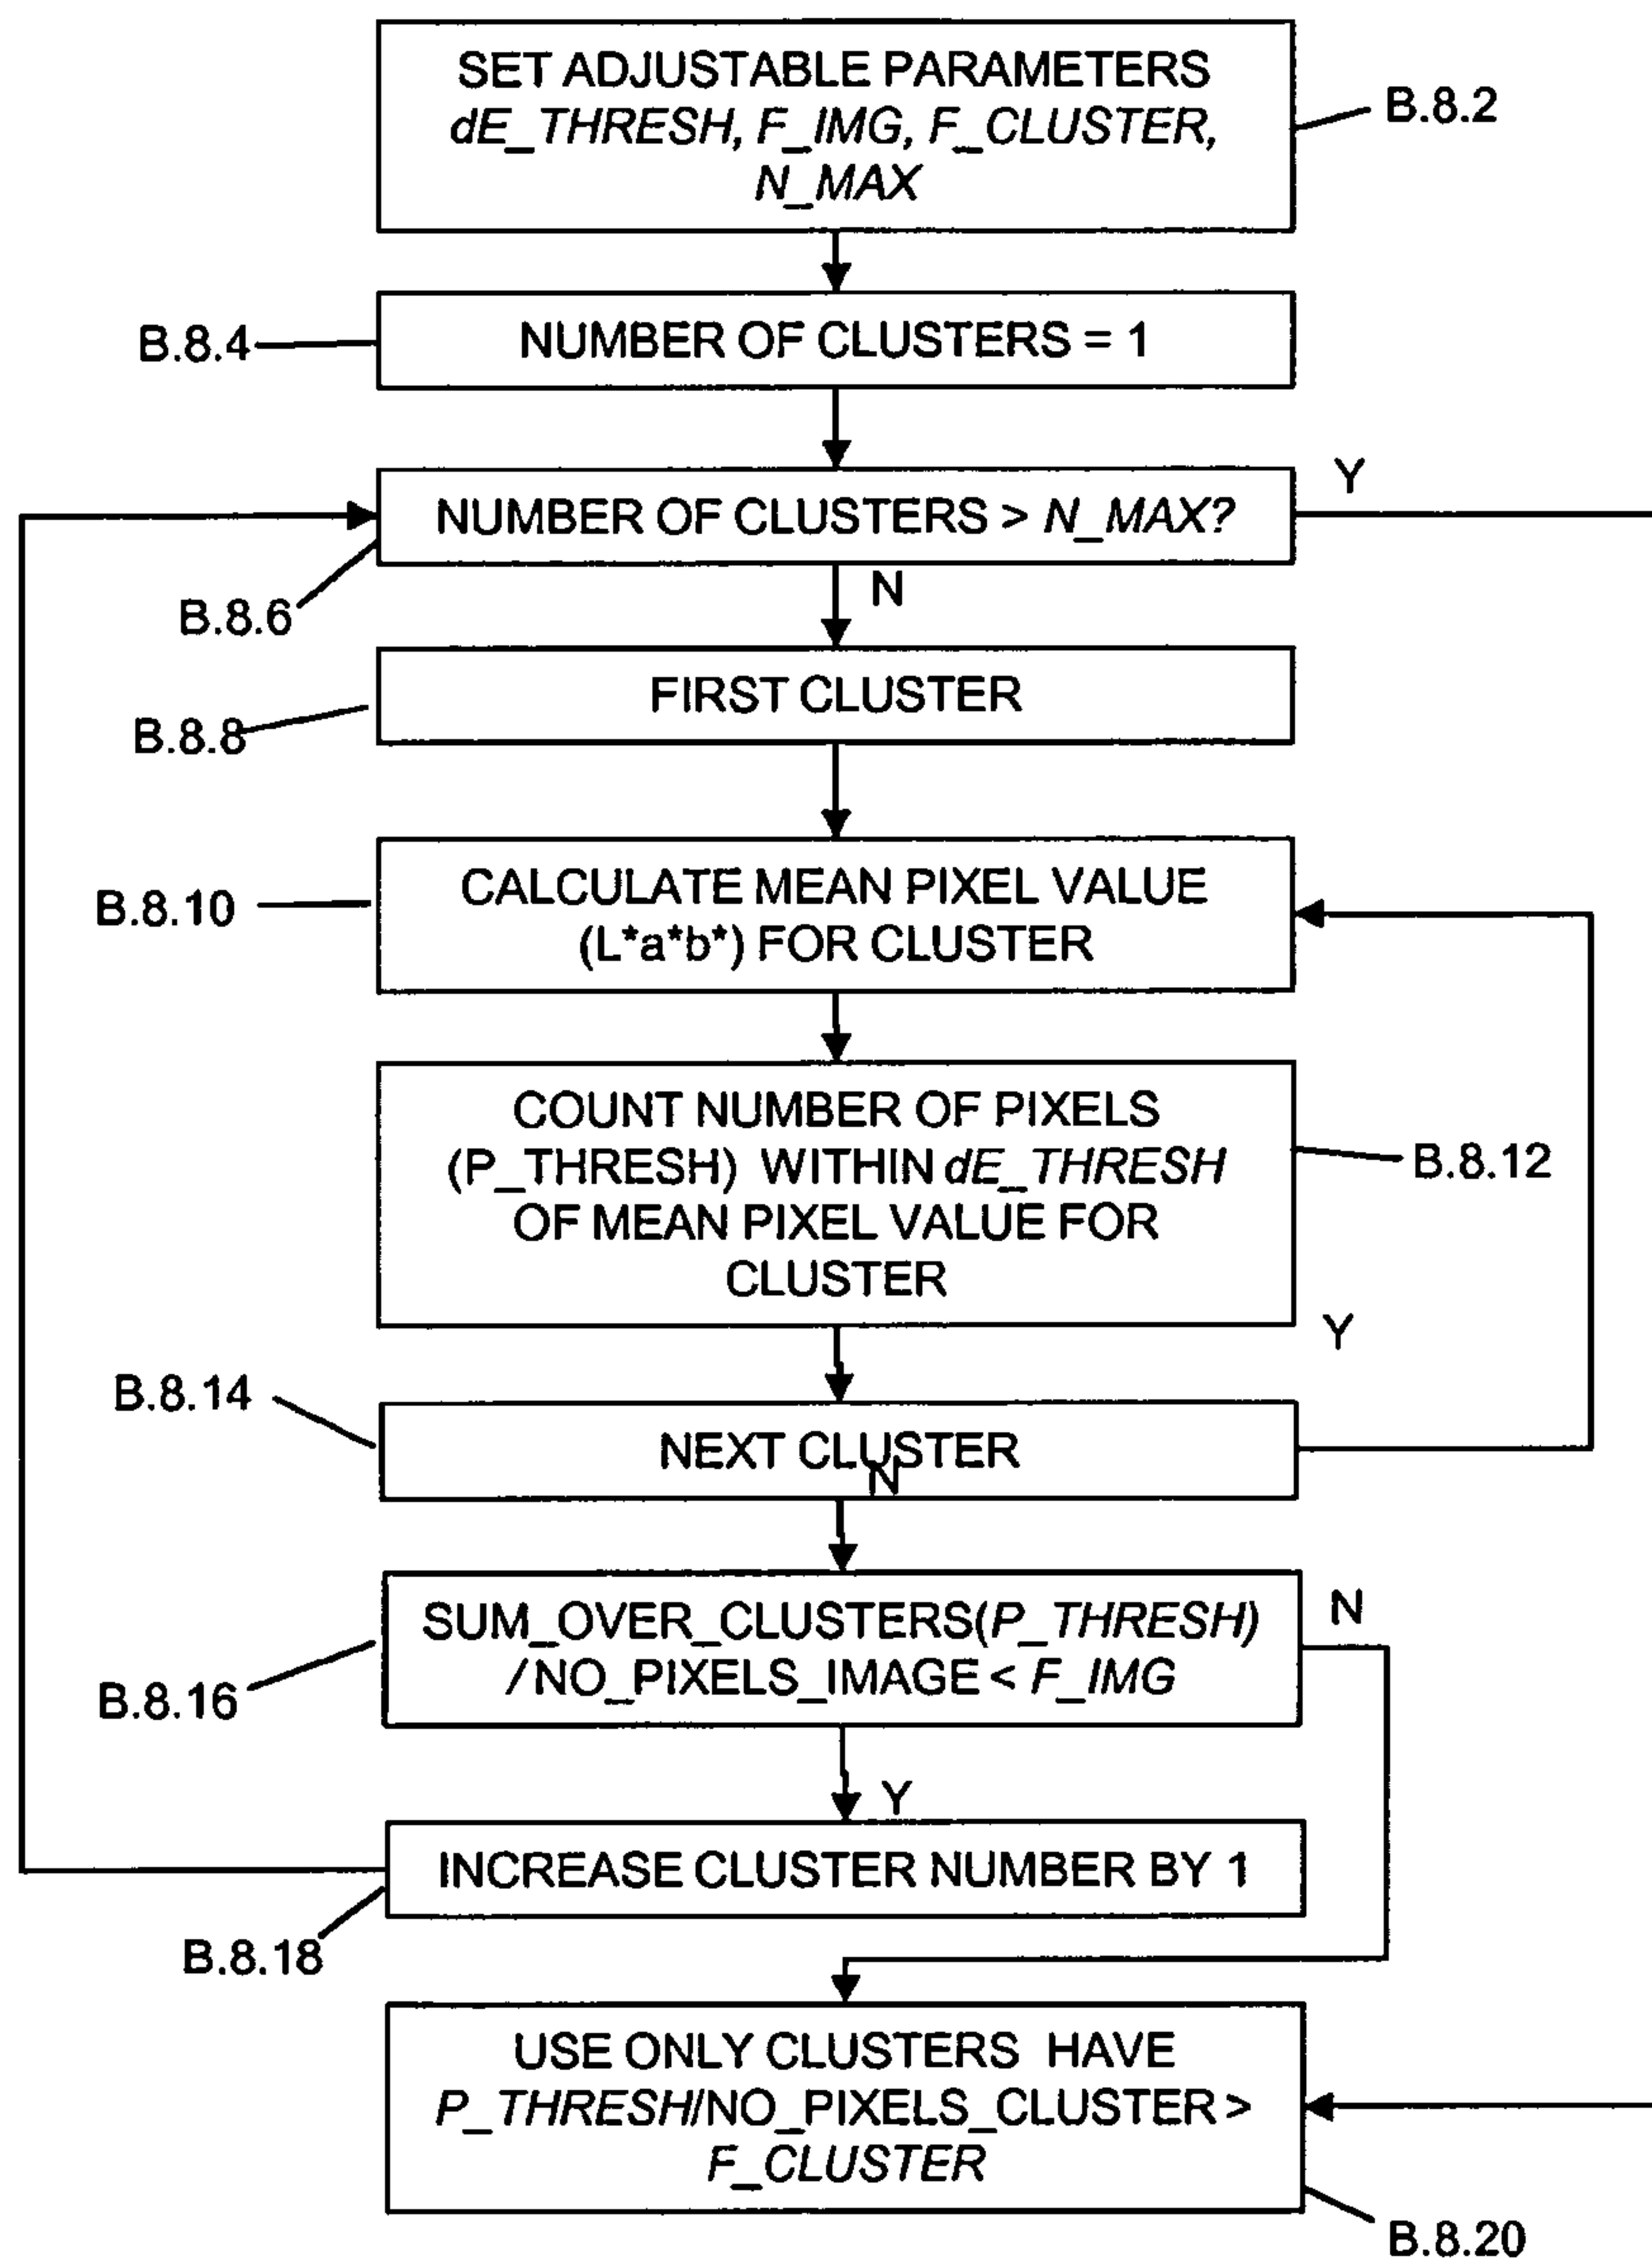 SET ADJUSTABLE PARAMETERS
dE_THRESH, F_IMG, F_CLUSTER,
N_MAX
B.8.2
B.8.4
NUMBER OF CLUSTERS = 1
NUMBER OF CLUSTERS > N_MAX?
Y
B.8.6
N
FIRST CLUSTER
B.8.8
CALCULATE MEAN PIXEL VALUE
(L*a*b*) FOR CLUSTER
B.8.10
COUNT NUMBER OF PIXELS
(P_THRESH) WITHIN dE_THRESH
OF MEAN PIXEL VALUE FOR
CLUSTER
B.8.12
Y
B.8.14
NEXT CLUSTER
N
SUM_OVER_CLUSTERS(P_THRESH)
/NO_PIXELS_IMAGE < F_IMG
N
B.8.16
Y
INCREASE CLUSTER NUMBER BY 1
B.8.18
USE ONLY CLUSTERS HAVE
P_THRESH/NO_PIXELS_CLUSTER >
F_CLUSTER
B.8.20